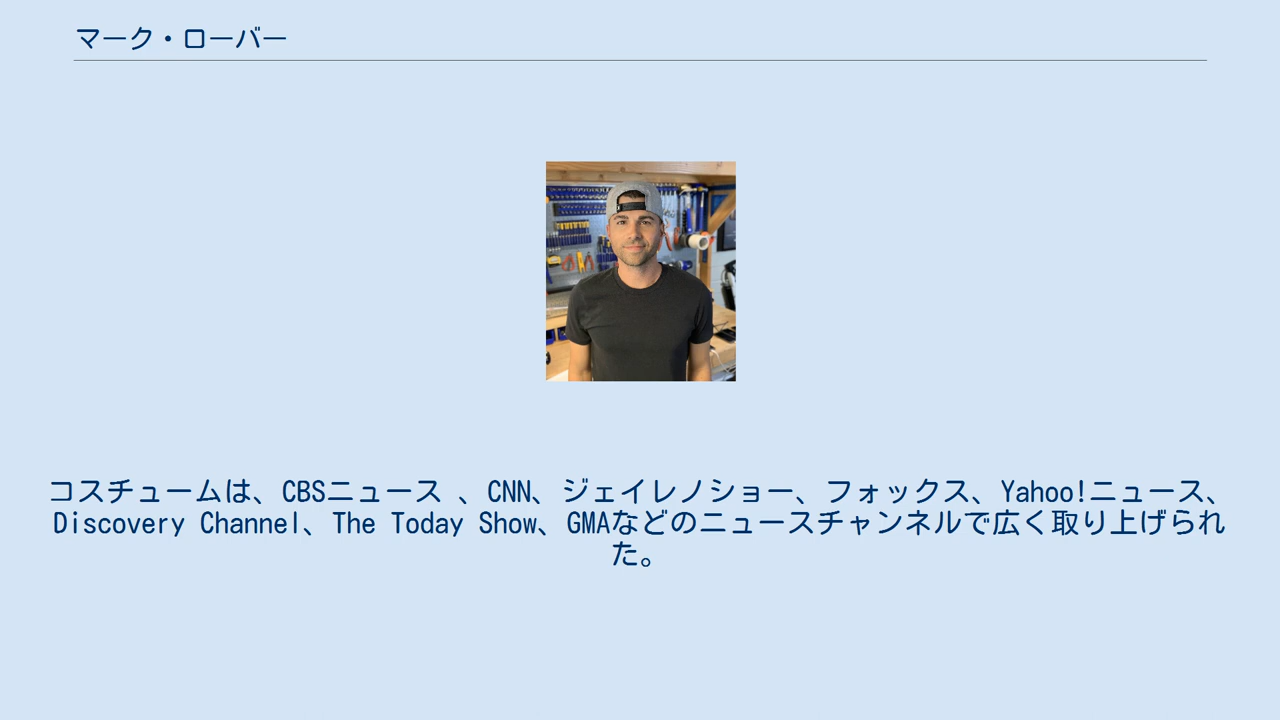 マーク・ローバー
コスチュームは、CBSニュース 、CNN、ジェイレノショー、フォックス、Yahoo!ニュース、
Discovery Channel、The Today Show、GMAなどのニュースチャンネルで広く取り上げられ
た。